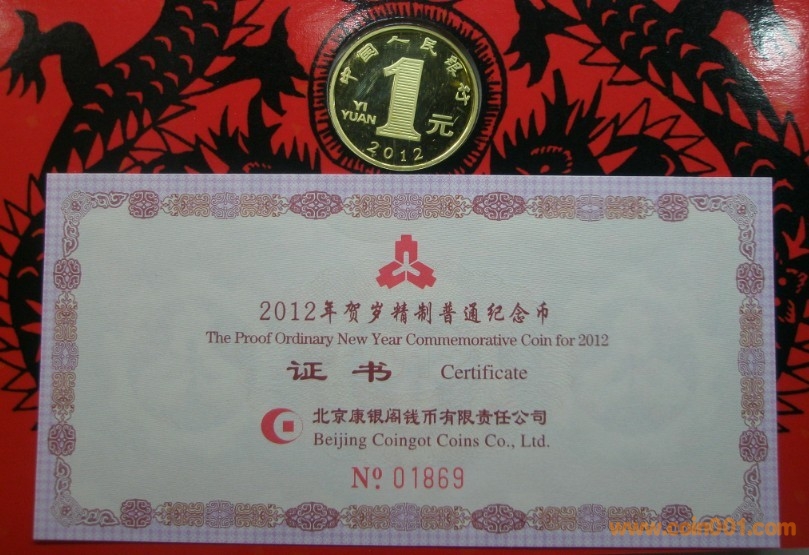 中国人民银行
YI
YUAN
1
元
2012
2012年贺岁精制普通纪念币
The Proof Ordinary New Year Commemorative Coin for 2012
证书 Certificate
北京康银阁钱币有限责任公司
Beijing Coingot Coins Co., Ltd.
Nº 01869
www.coin001.com